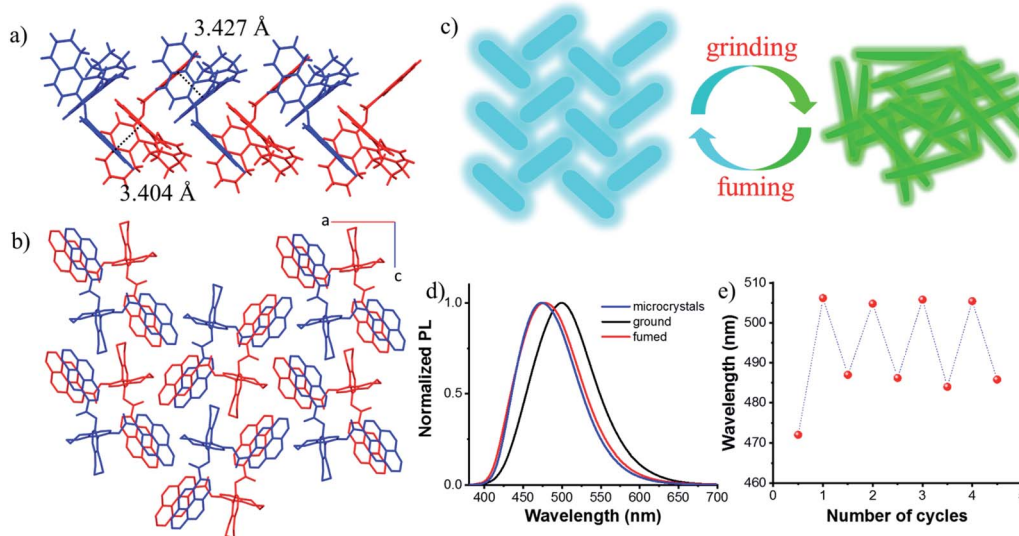 a)
3.427 Å
3.404 Å
b)
a
c
c)
grinding
fuming
d)
Normalized PL
1.0
0.5
0.0
microcrystals
ground
fumed
400
450
500
550
600
650
700
Wavelength (nm)
e)
Wavelength (nm)
510
500
490
480
470
460
0
1
2
3
4
5
Number of cycles